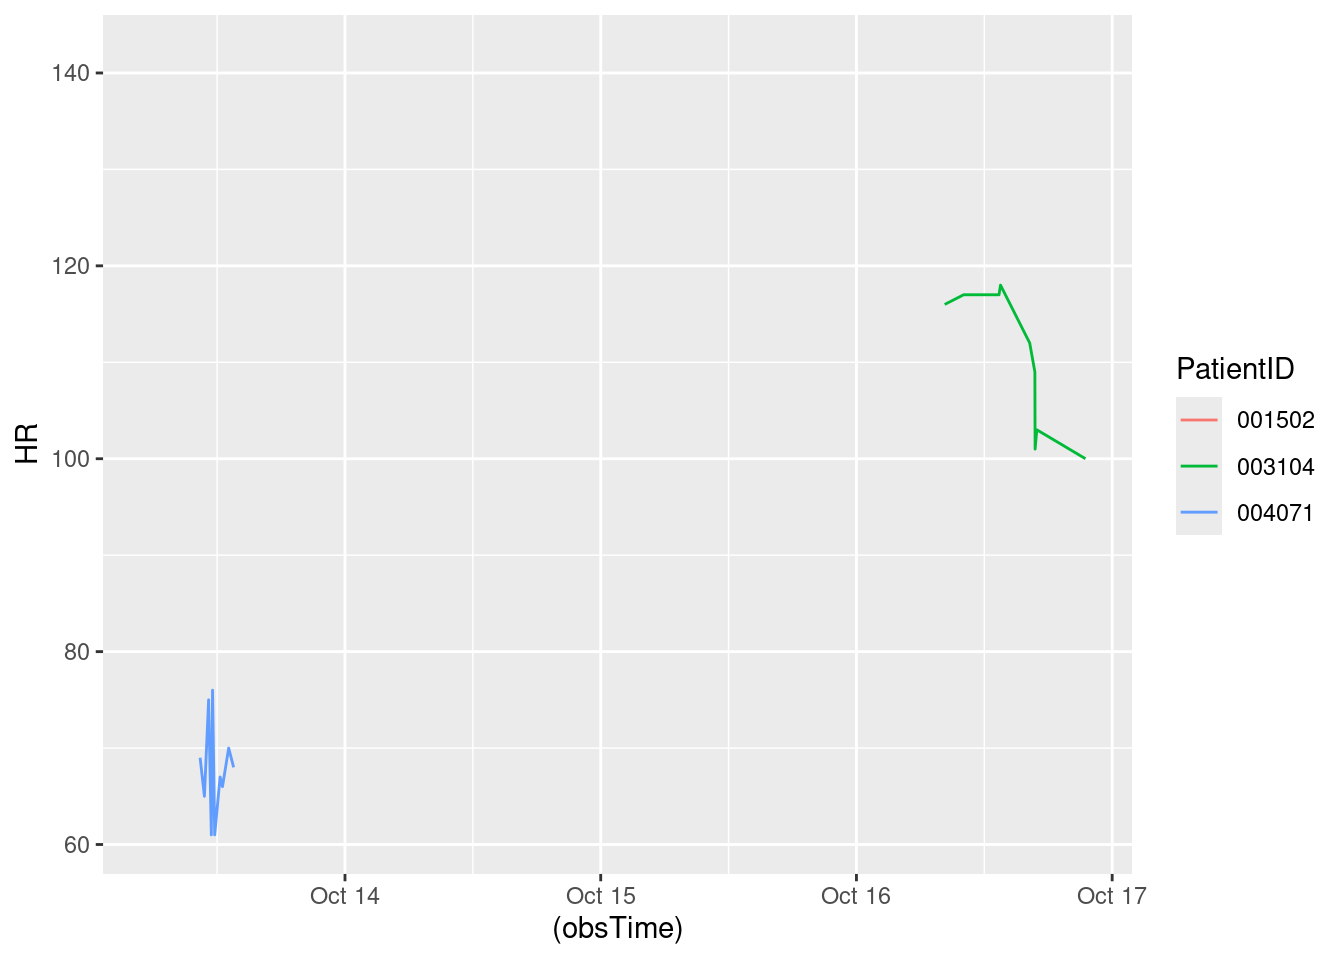 140
120
100
80
60
HR
Oct 14
Oct 15
Oct 16
Oct 17
(obsTime)
PatientID
001502
003104
004071